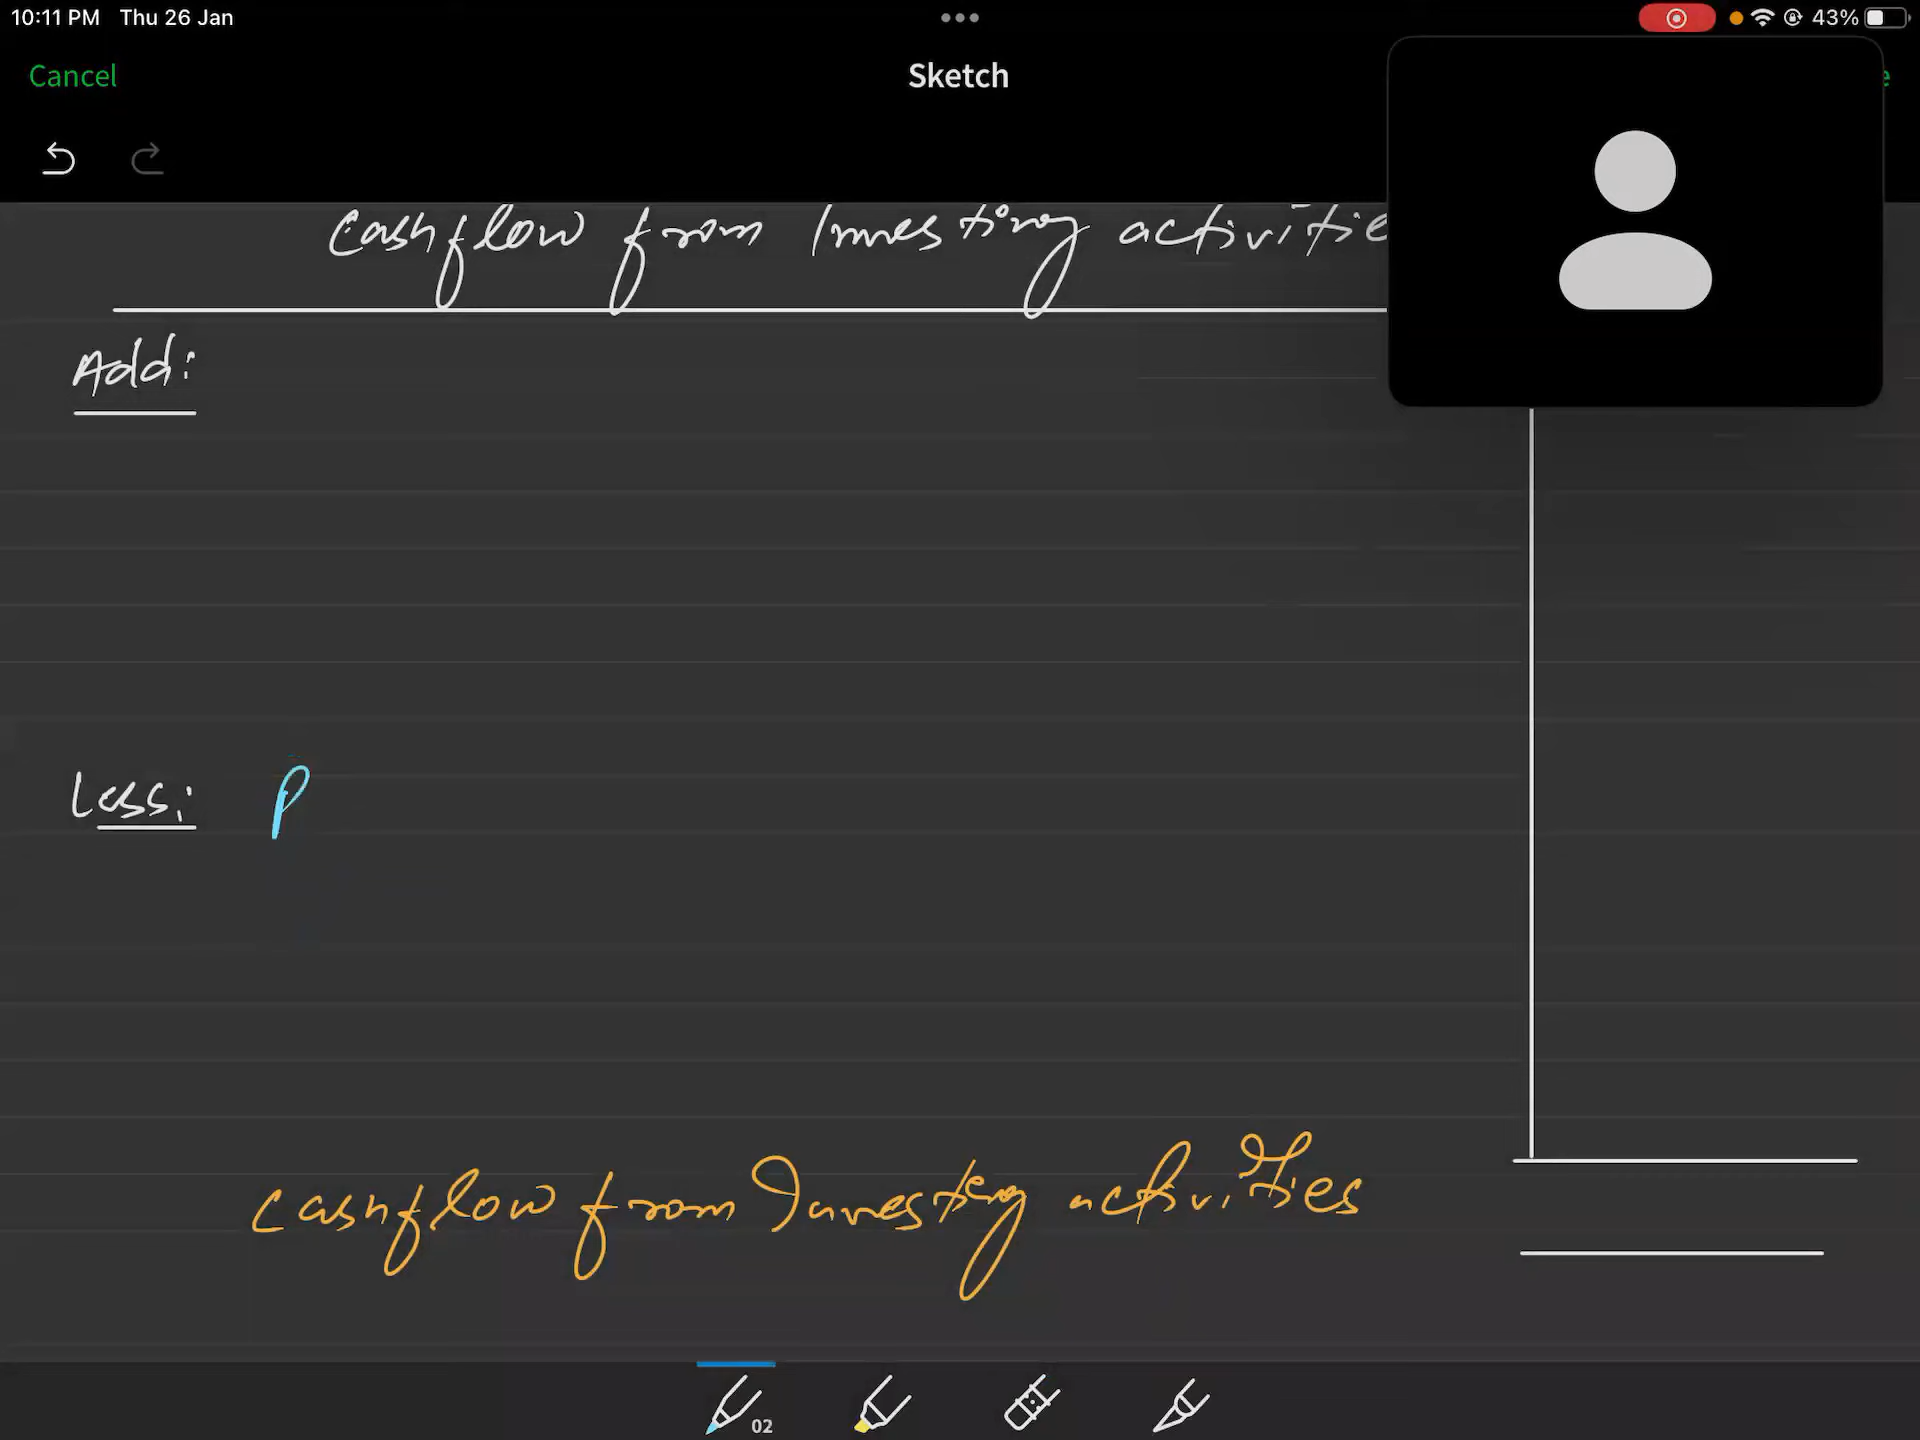 10:11 PM Thu 26 Jan 43%
Cancel Sketch e
Cashflow from Investing activitie
Add:
Less: P
cashflow from Investing activities
02